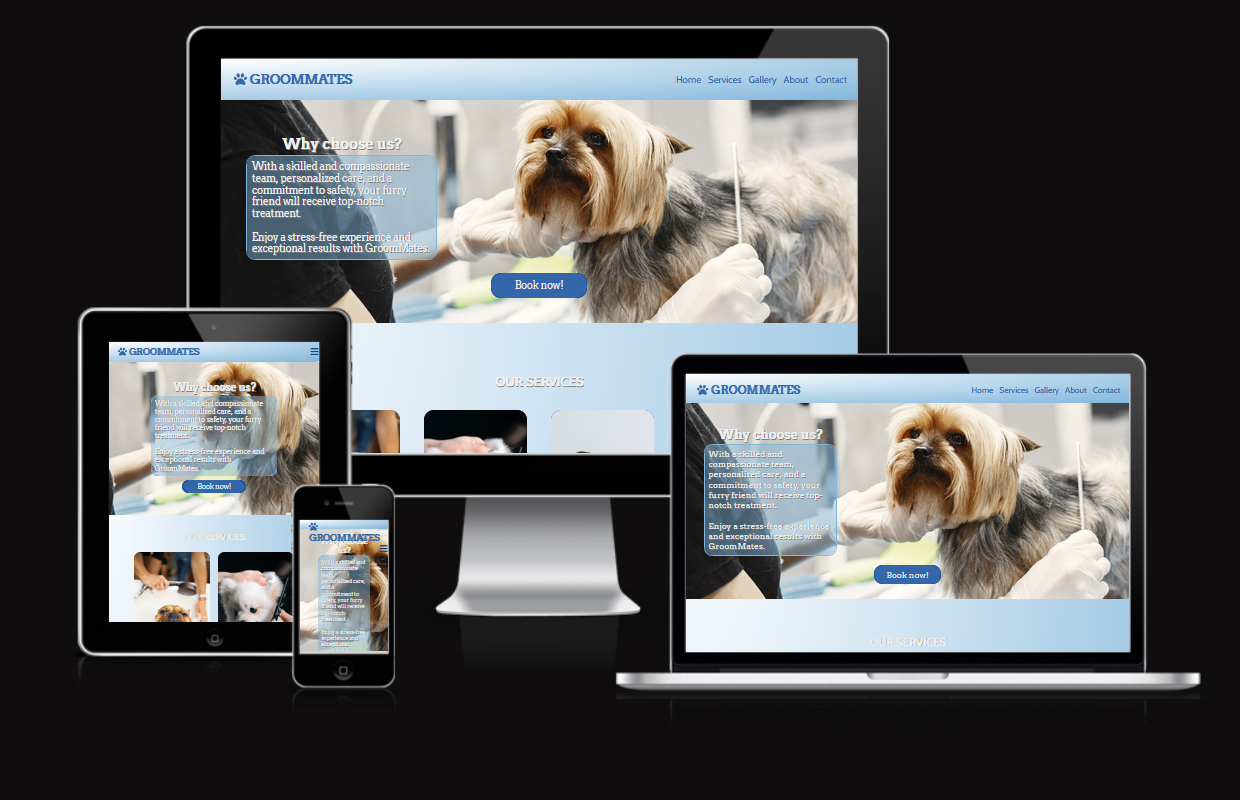 GROOMMATES
Home Services Gallery About Contact
Why choose us?
With a skilled and compassionate
team, personalized care, and a
commitment to safety, your furry
friend will receive top-notch
treatment.
Enjoy a stress-free experience and
exceptional results with GroomMates.
Book now!
OUR SERVICES
GROOMMATES
Why choose us?
With a skilled and compassionate
team, personalized care, and a
commitment to safety, your furry
friend will receive top-notch
treatment.
Enjoy a stress-free experience and
exceptional results with
GroomMates.
Book now!
OUR SERVICES
GROOMMATES
us?
With a skilled and
compassionate
team,
personalized care,
and a
commitment to
safety, your furry
friend will receive
top-notch
treatment.
Enjoy a stress-free
experience and
exceptional
GROOMMATES
Home Services Gallery About Contact
Why choose us?
With a skilled and
compassionate team,
personalized care, and a
commitment to safety, your
furry friend will receive top-
notch treatment.
Enjoy a stress-free experience
and exceptional results with
GroomMates.
Book now!
OUR SERVICES